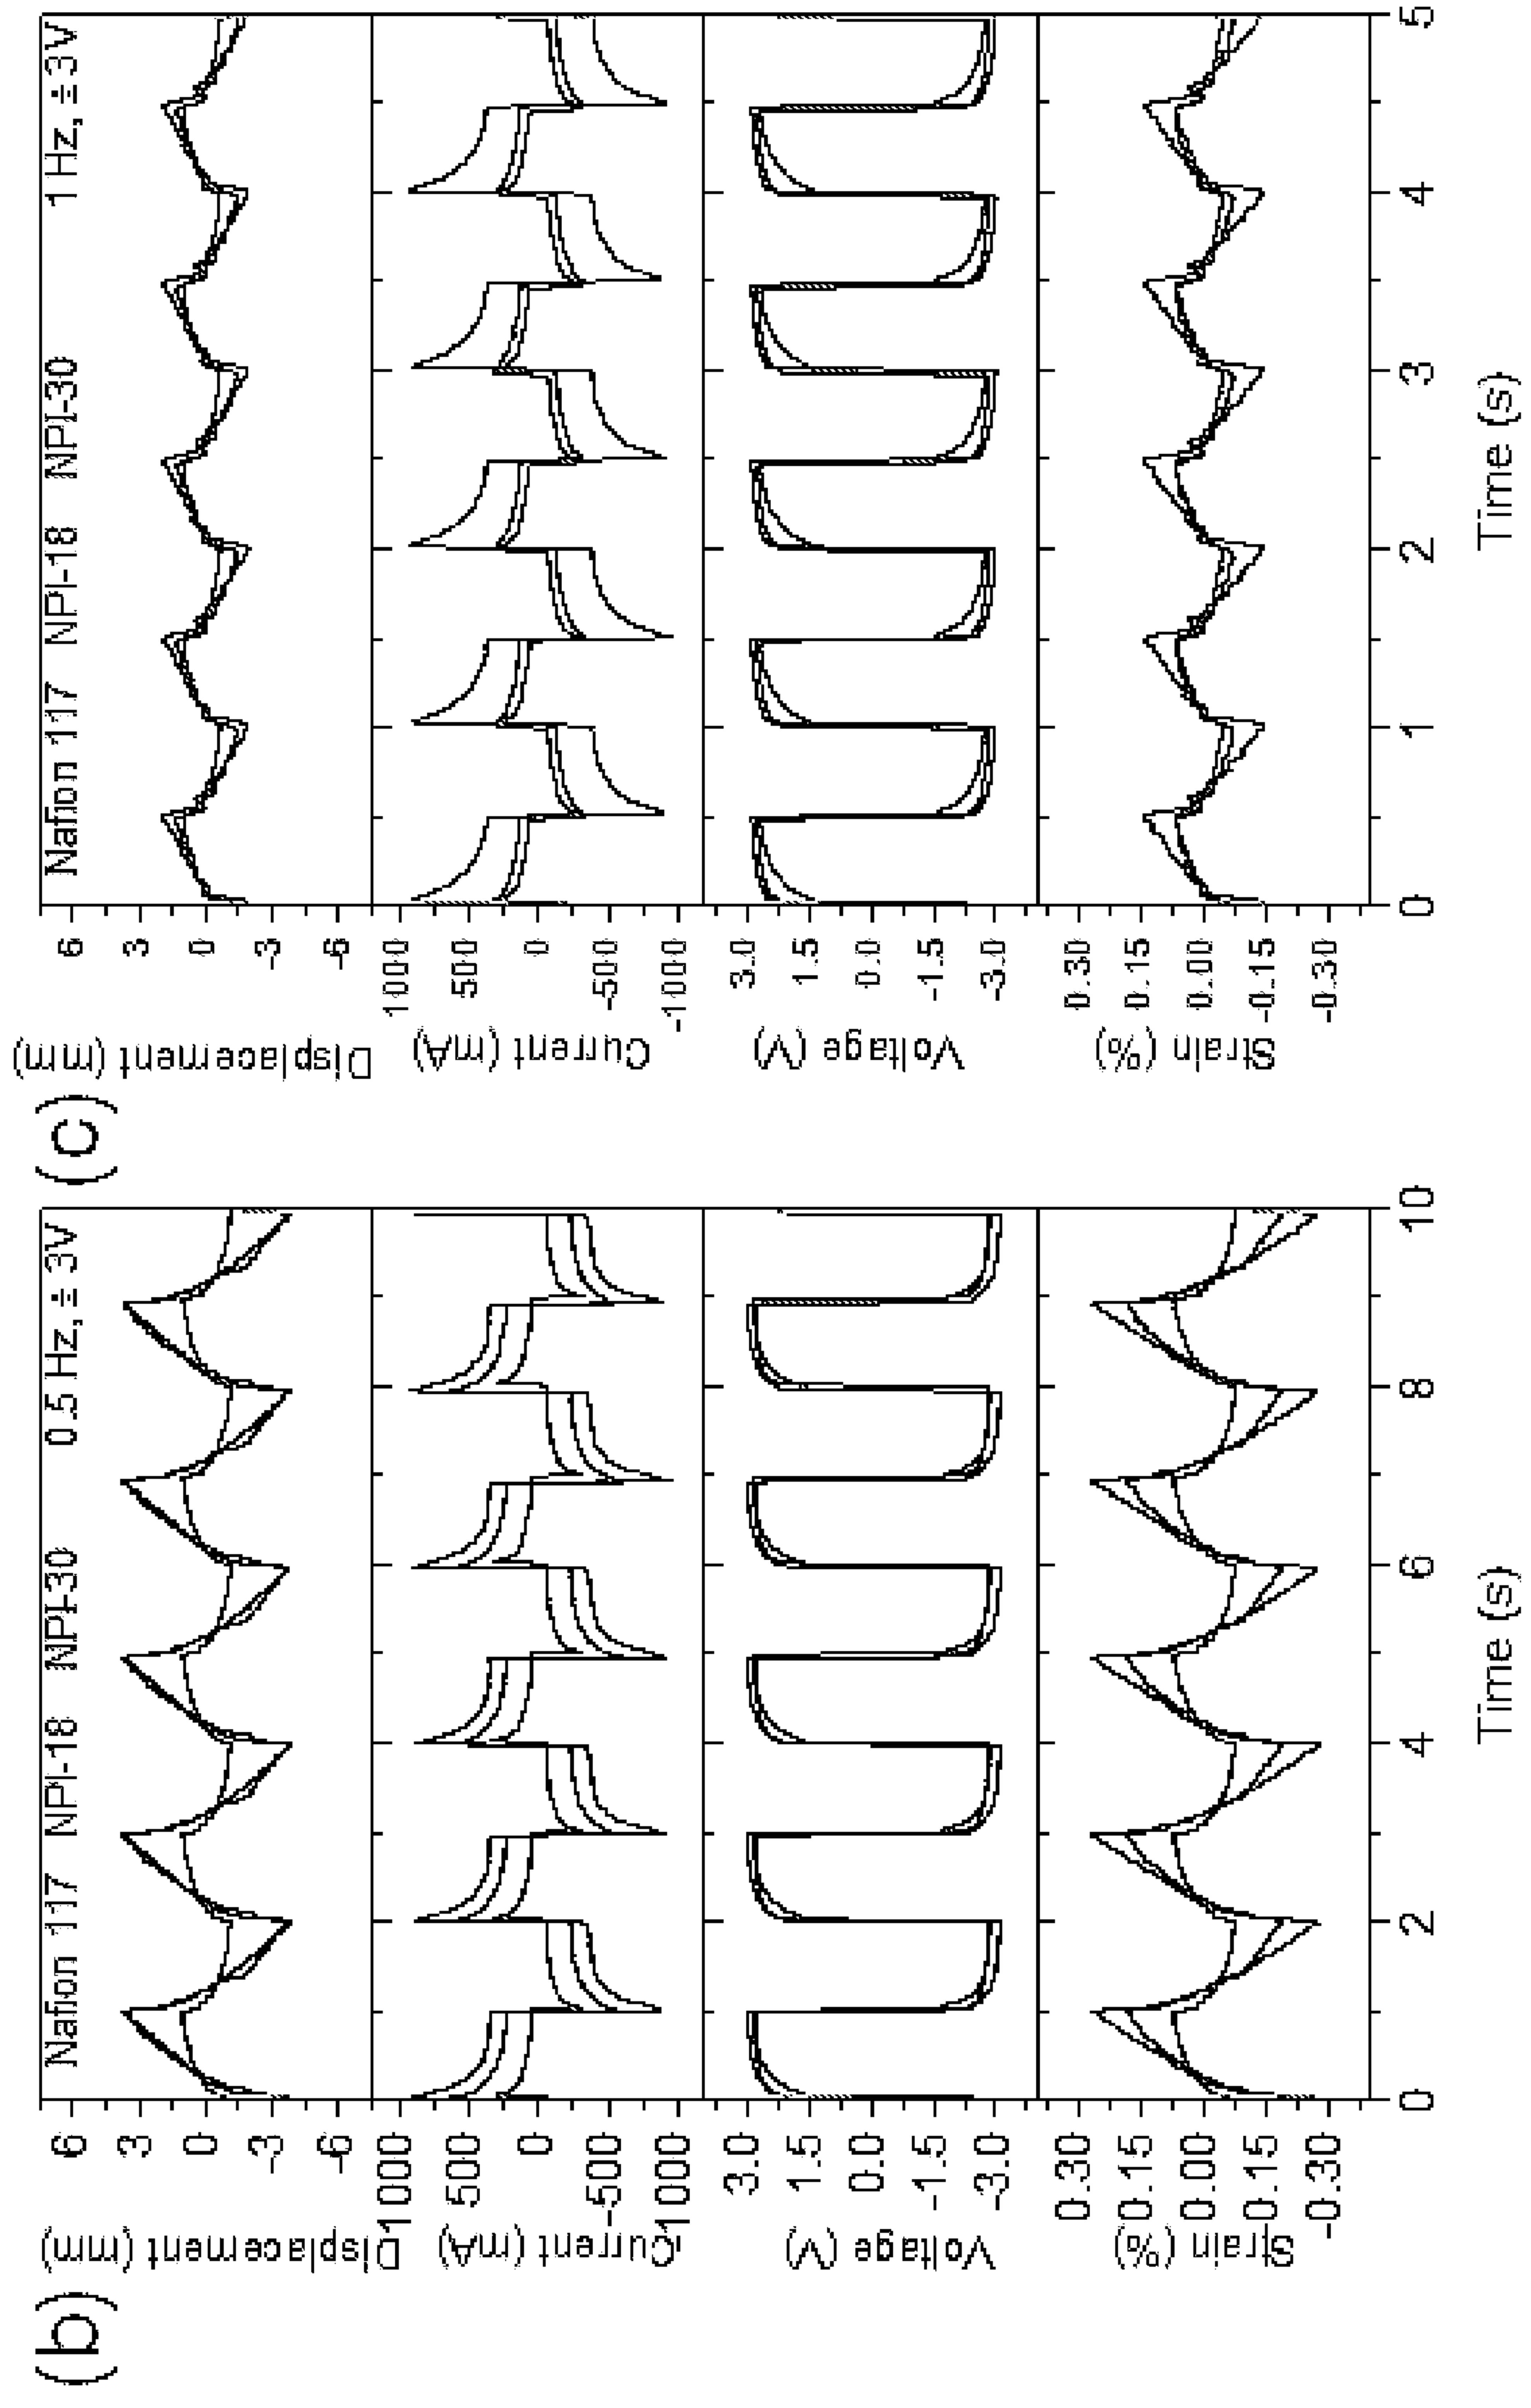 (b)
Nafion 117 NPI-18 NPI-30 0.5 Hz, ± 3V
Displacement (mm)
6
3
0
-3
-6
Current (mA)
1000
500
0
-500
-1000
Voltage (V)
3.0
1.5
0.0
-1.5
-3.0
Strain (%)
0.30
0.15
0.00
-0.15
-0.30
0 2 4 6 8 10
Time (s)
(c)
Nafion 117 NPI-18 NPI-30 1 Hz, ± 3V
Displacement (mm)
6
3
0
-3
-6
Current (mA)
1000
500
0
-500
-1000
Voltage (V)
3.0
1.5
0.0
-1.5
-3.0
Strain (%)
0.30
0.15
0.00
-0.15
-0.30
0 1 2 3 4 5
Time (s)